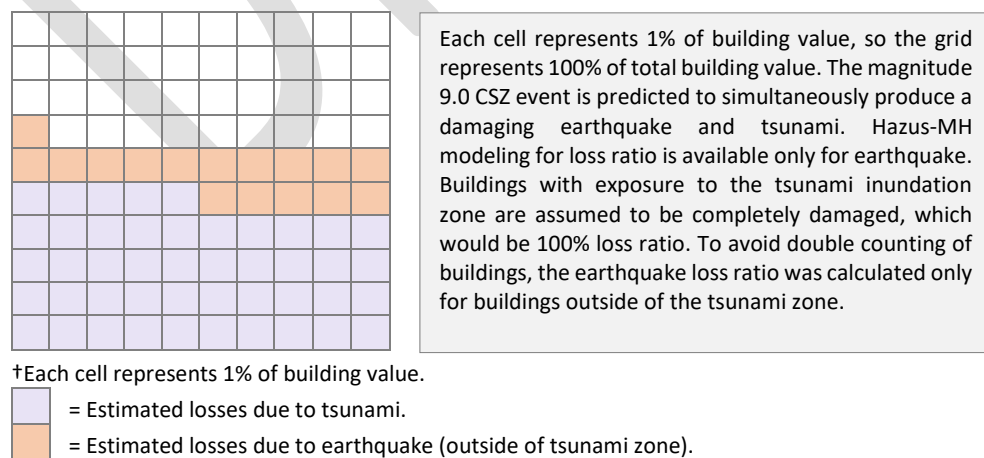 Each cell represents 1% of building value, so the grid
represents 100% of total building value. The magnitude
9.0 CSZ event is predicted to simultaneously produce a
damaging earthquake and tsunami. Hazus-MH
modeling for loss ratio is available only for earthquake.
Buildings with exposure to the tsunami inundation
zone are assumed to be completely damaged, which
would be 100% loss ratio. To avoid double counting of
buildings, the earthquake loss ratio was calculated only
for buildings outside of the tsunami zone.
†Each cell represents 1% of building value.
= Estimated losses due to tsunami.
= Estimated losses due to earthquake (outside of tsunami zone).